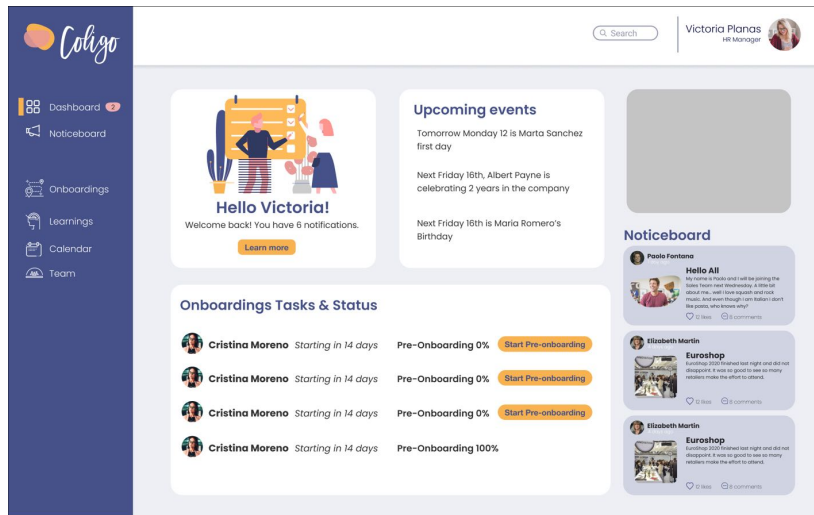 Coligo
Search
Victoria Planas
HR Manager
Dashboard 2
Noticeboard
Onboardings
Learnings
Calendar
Team
Hello Victoria!
Welcome back! You have 6 notifications.
Learn more
Upcoming events
Tomorrow Monday 12 is Marta Sanchez
first day
Next Friday 16th, Albert Payne is
celebrating 2 years in the company
Next Friday 16th is Maria Romero's
Birthday
Onboardings Tasks & Status
Cristina Moreno Starting in 14 days Pre-Onboarding 0% Start Pre-onboarding
Cristina Moreno Starting in 14 days Pre-Onboarding 0% Start Pre-onboarding
Cristina Moreno Starting in 14 days Pre-Onboarding 0% Start Pre-onboarding
Cristina Moreno Starting in 14 days Pre-Onboarding 100%
Noticeboard
Paolo Fontana
Hello All
My name is Paolo and I will be joining the
Sales Team next Wednesday. A little bit
about me... well I love squash and rock
music. And even though I am Italian I don't
like pasta, who knows why?
12 likes 9 comments
Elizabeth Martin
Euroshop
EuroShop 2020 finished last night and did not
disappoint. It was so good to see so many
retailers make the effort to attend.
12 likes 9 comments
Elizabeth Martin
Euroshop
EuroShop 2020 finished last night and did not
disappoint. It was so good to see so many
retailers make the effort to attend.
12 likes 9 comments